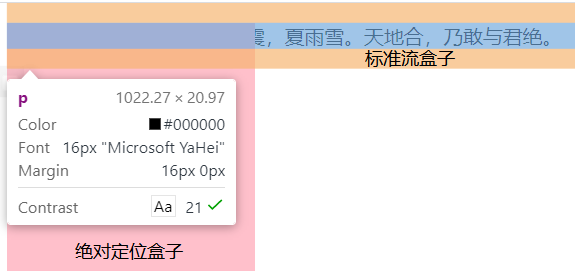 震，夏雨雪。天地合，乃敢与君绝。
标准流盒子
p 1022.27 × 20.97
Color #000000
Font 16px "Microsoft YaHei"
Margin 16px 0px
Contrast Aa 21
绝对定位盒子